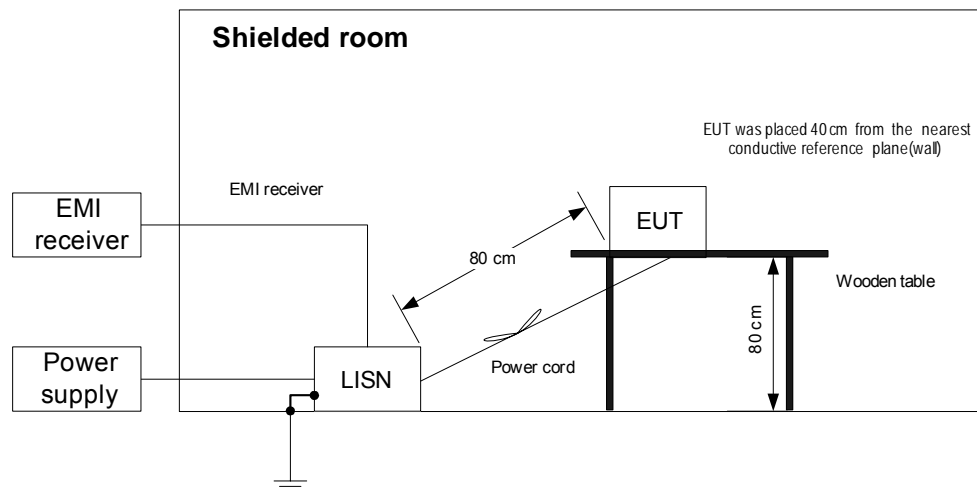 Shielded room
EUT was placed 40 cm from the nearest
conductive reference plane(wall)
EMI receiver
EMI
receiver
EUT
80 cm
Wooden table
80 cm
Power
supply
LISN
Power cord